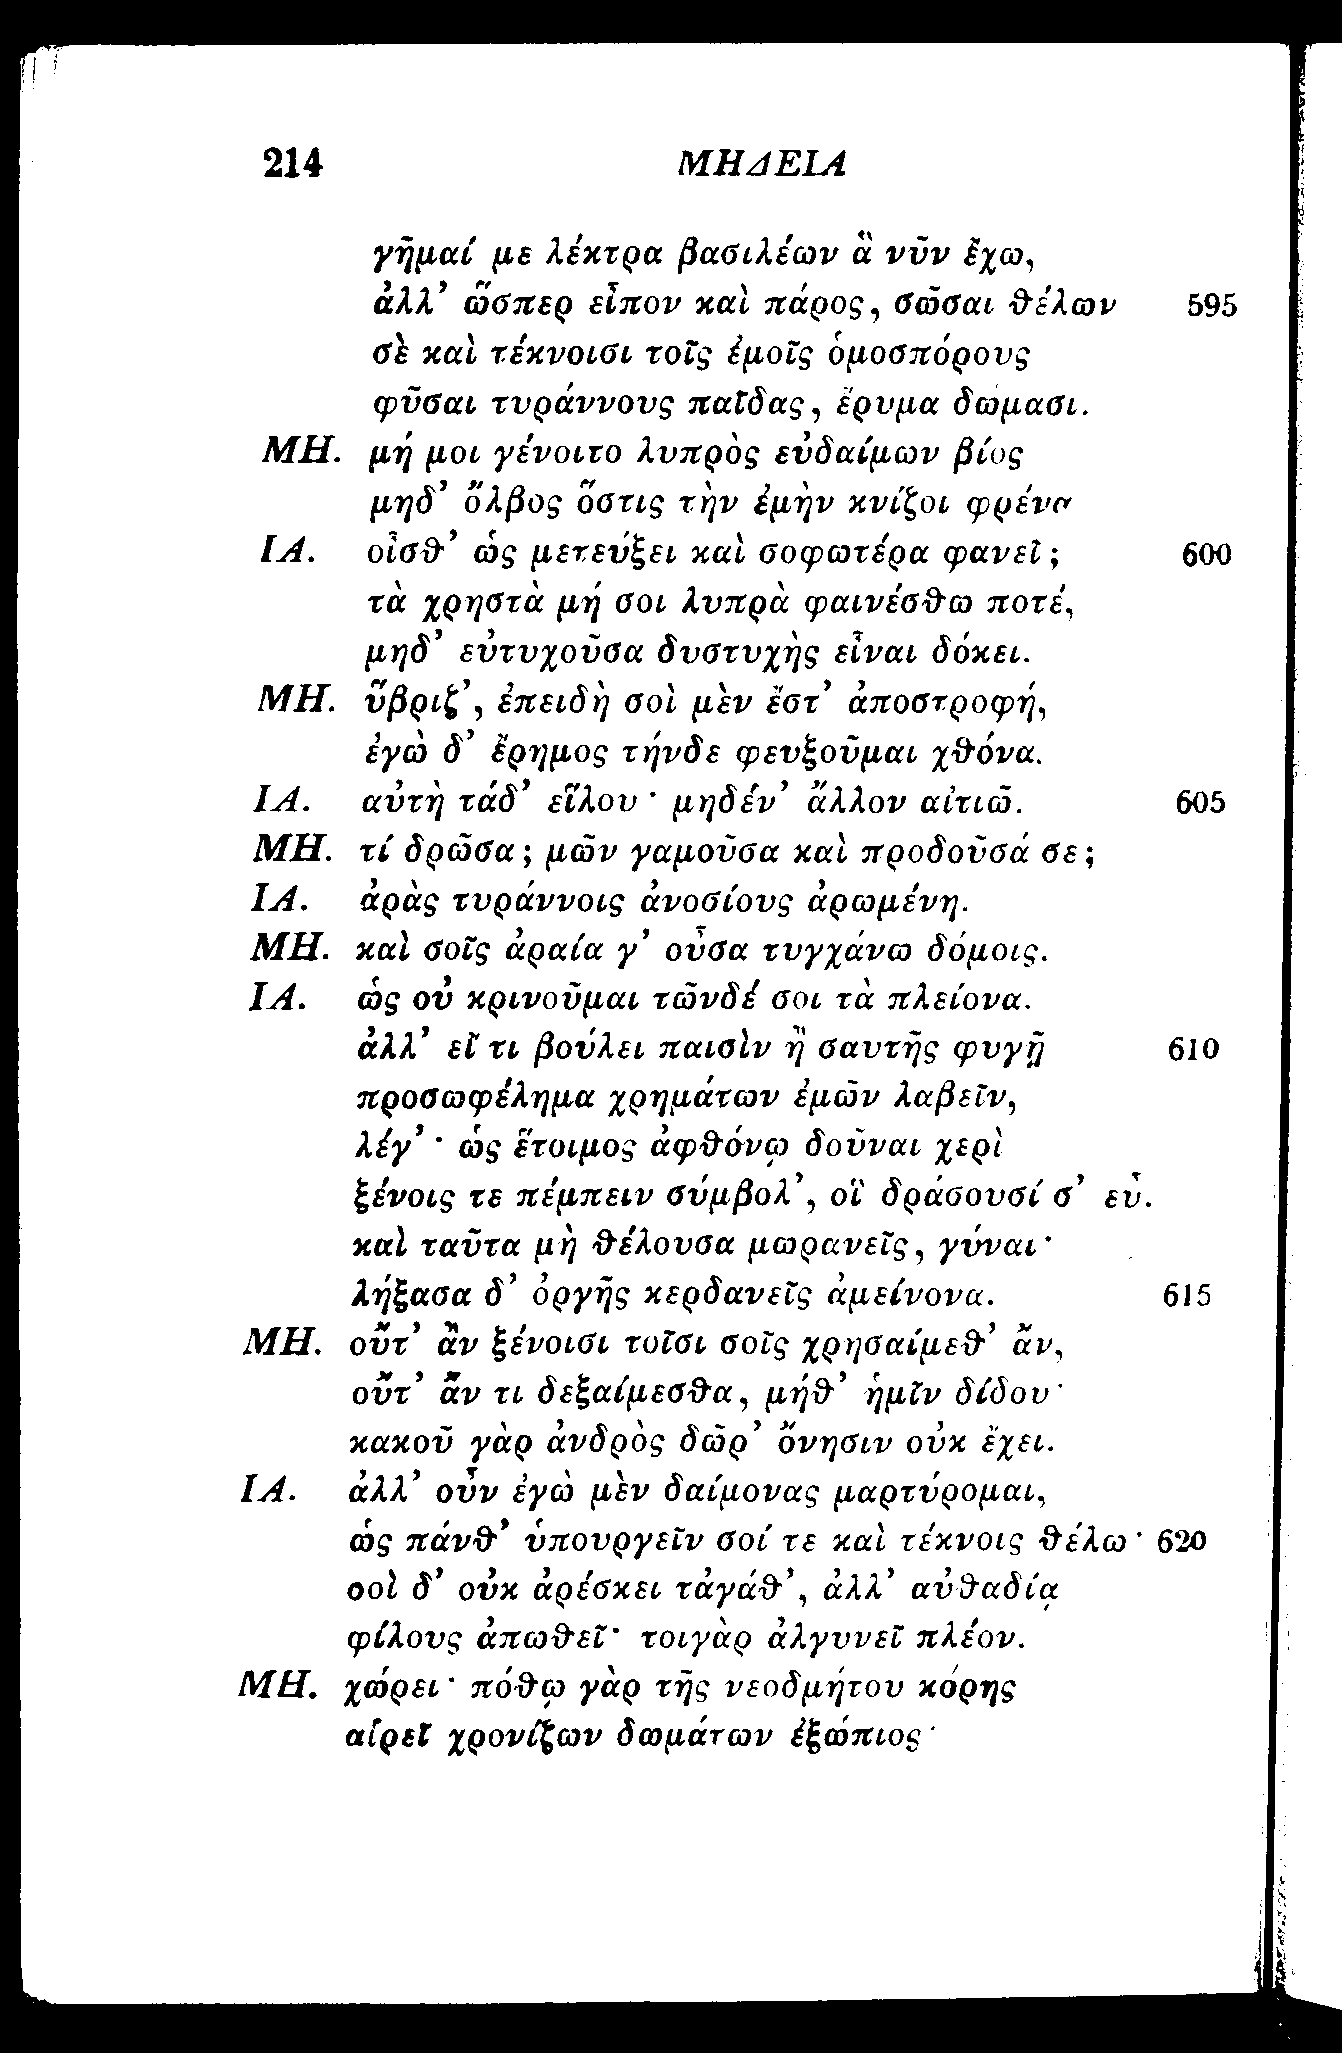 214 ΜΗΔΕΙΑ
γῆμαί με λέκτρα βασιλέων ἃ νῦν ἔχω,
ἀλλ’ ὥσπερ εἶπον καὶ πάρος, σῶσαι θέλων 595
σὲ καὶ τέκνοισι τοῖς ἐμοῖς ὁμοσπόρους
φῦσαι τυράννους παῖδας, ἔρυμα δώμασι.
ΜΗ. μή μοι γένοιτο λυπρὸς εὐδαίμων βίος
μηδ’ ὄλβος ὅστις τὴν ἐμὴν κνίζοι φρένα
ΙΑ. οἶσθ’ ὡς μετεύξει καὶ σοφωτέρα φανεῖ; 600
τὰ χρηστὰ μή σοι λυπρὰ φαινέσθω ποτέ,
μηδ’ εὐτυχοῦσα δυστυχὴς εἶναι δόκει.
ΜΗ. ὕβριζ’, ἐπειδὴ σοὶ μὲν ἔστ’ ἀποστροφή,
ἐγὼ δ’ ἔρημος τήνδε φευξοῦμαι χθόνα.
ΙΑ. αὐτὴ τάδ’ εἵλου · μηδέν’ ἄλλον αἰτιῶ. 605
ΜΗ. τί δρῶσα; μῶν γαμοῦσα καὶ προδοῦσά σε;
ΙΑ. ἀρὰς τυράννοις ἀνοσίους ἀρωμένη.
ΜΗ. καὶ σοῖς ἀραία γ’ οὖσα τυγχάνω δόμοις.
ΙΑ. ὡς οὐ κρινοῦμαι τῶνδέ σοι τὰ πλείονα.
ἀλλ’ εἴ τι βούλει παισὶν ἢ σαυτῆς φυγῇ 610
προσωφέλημα χρημάτων ἐμῶν λαβεῖν,
λέγ’ · ὡς ἕτοιμος ἀφθόνῳ δοῦναι χερὶ
ξένοις τε πέμπειν σύμβολ’, οἳ δράσουσί σ’ εὖ.
καὶ ταῦτα μὴ θέλουσα μωρανεῖς, γύναι·
λήξασα δ’ ὀργῆς κερδανεῖς ἀμείνονα. 615
ΜΗ. οὔτ’ ἂν ξένοισι τοῖσι σοῖς χρησαίμεθ’ ἄν,
οὔτ’ ἄν τι δεξαίμεσθα, μήθ’ ἡμῖν δίδου·
κακοῦ γὰρ ἀνδρὸς δῶρ’ ὄνησιν οὐκ ἔχει.
ΙΑ. ἀλλ’ οὖν ἐγὼ μὲν δαίμονας μαρτύρομαι,
ὡς πάνθ’ ὑπουργεῖν σοί τε καὶ τέκνοις θέλω· 620
σοὶ δ’ οὐκ ἀρέσκει τἀγάθ’, ἀλλ’ αὐθαδίᾳ
φίλους ἀπωθεῖ· τοιγὰρ ἀλγυνεῖ πλέον.
ΜΗ. χώρει · πόθῳ γὰρ τῆς νεοδμήτου κόρης
αἱρεῖ χρονίζων δωμάτων ἐξώπιος·